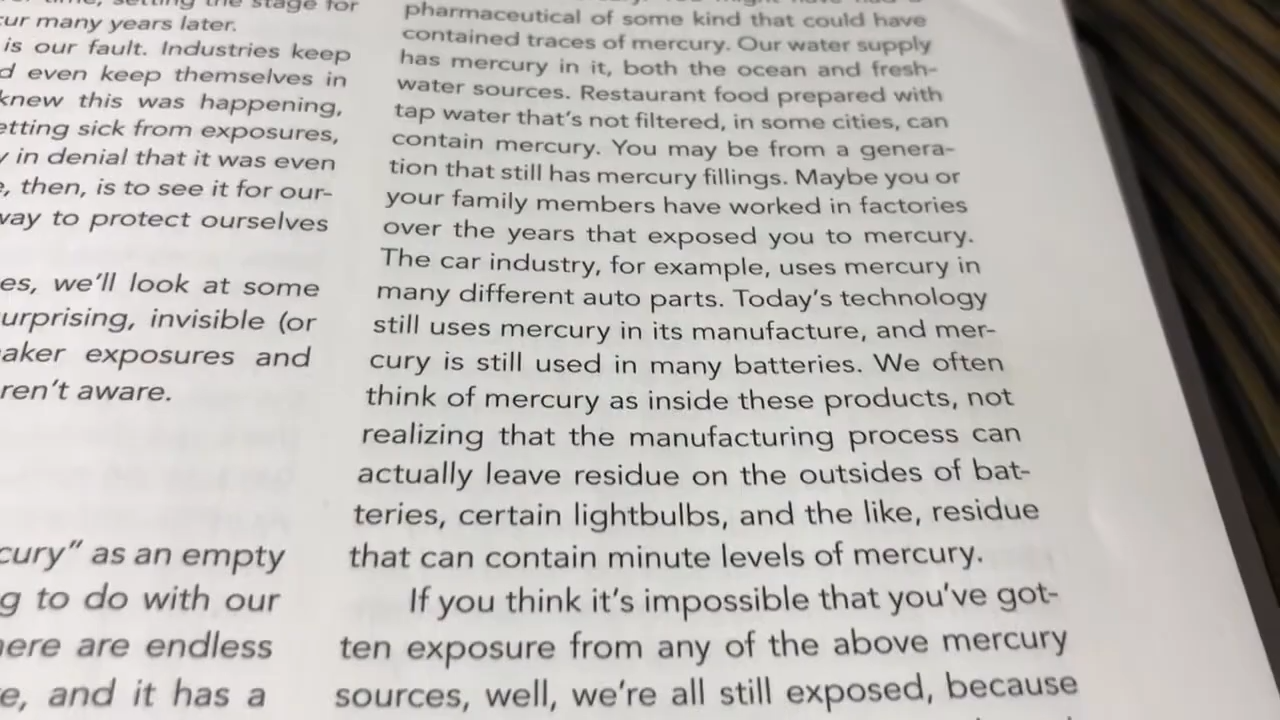 setting the stage for
cur many years later.
is our fault. Industries keep
d even keep themselves in
knew this was happening,
etting sick from exposures,
in denial that it was even
e, then, is to see it for our-
way to protect ourselves
es, we'll look at some
urprising, invisible (or
aker exposures and
ren't aware.
cury" as an empty
g to do with our
here are endless
e, and it has a
pharmaceutical of some kind that could have
contained traces of mercury. Our water supply
has mercury in it, both the ocean and fresh-
water sources. Restaurant food prepared with
tap water that's not filtered, in some cities, can
contain mercury. You may be from a genera-
tion that still has mercury fillings. Maybe you or
your family members have worked in factories
over the years that exposed you to mercury.
The car industry, for example, uses mercury in
many different auto parts. Today's technology
still uses mercury in its manufacture, and mer-
cury is still used in many batteries. We often
think of mercury as inside these products, not
realizing that the manufacturing process can
actually leave residue on the outsides of bat-
teries, certain lightbulbs, and the like, residue
that can contain minute levels of mercury.
If you think it's impossible that you've got-
ten exposure from any of the above mercury
sources, well, we're all still exposed, because